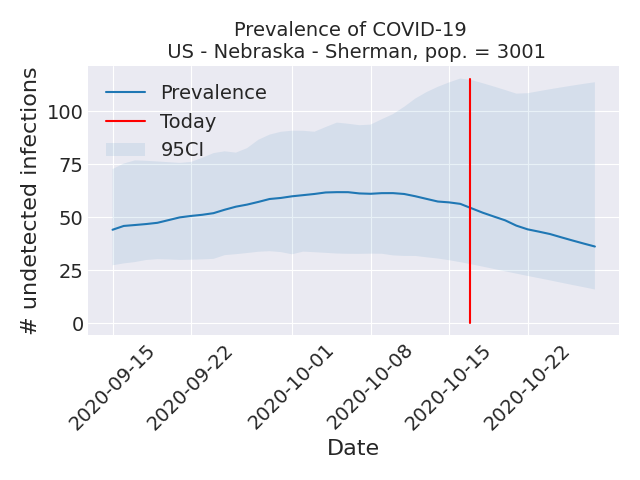 Prevalence of COVID-19
US - Nebraska - Sherman, pop. = 3001
# undetected infections
100
75
50
25
0
Prevalence
Today
95CI
2020-09-15
2020-09-22
2020-10-01
2020-10-08
2020-10-15
2020-10-22
Date